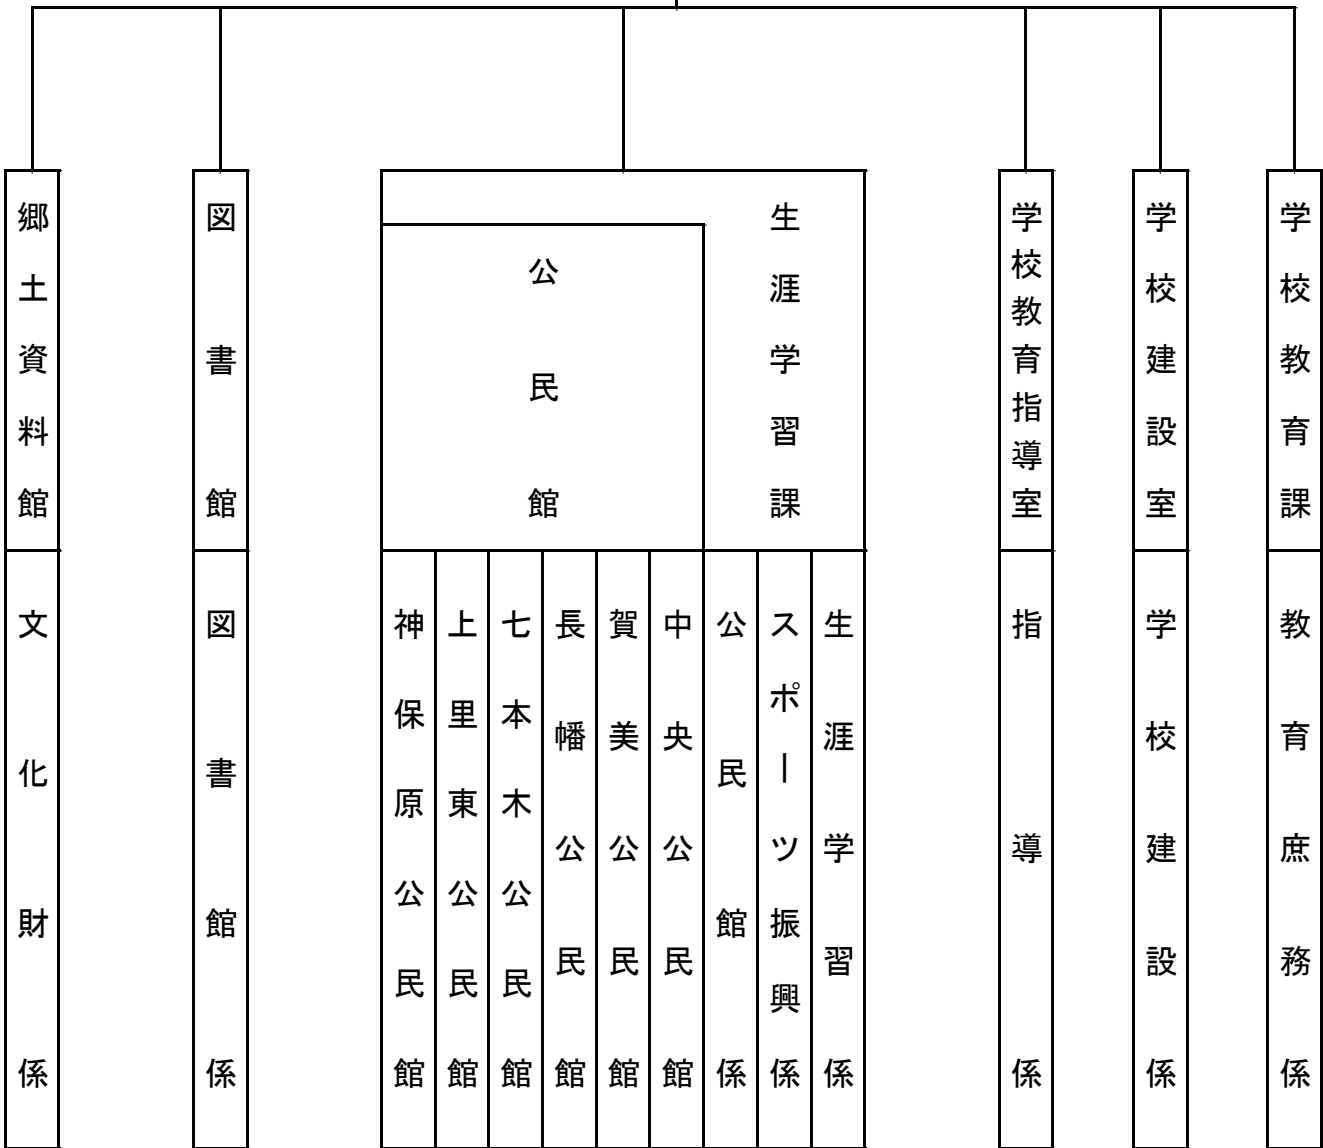 学校教育課
学校建設室
学校教育指導室
生涯学習課
公民館
図書館
郷土資料館
教育庶務係
学校建設係
指導係
生涯学習係
スポーツ振興係
公民館係
中央公民館
賀美公民館
長幡公民館
七本木公民館
上里東公民館
神保原公民館
図書館係
文化財係